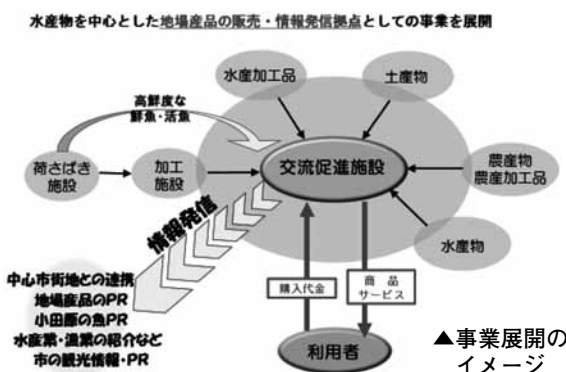 水産物を中心とした地場産品の販売・情報発信拠点としての事業を展開
水産加工品
土産物
高鮮度な
鮮魚・活魚
荷さばき
施設
加工
施設
交流促進施設
農産物
農産加工品
水産物
情報発信
中心市街地との連携
地場産品のPR
小田原の魚PR
水産業・漁業の紹介など
市の観光情報・PR
購入代金
商品
サービス
利用者
▲事業展開の
イメージ